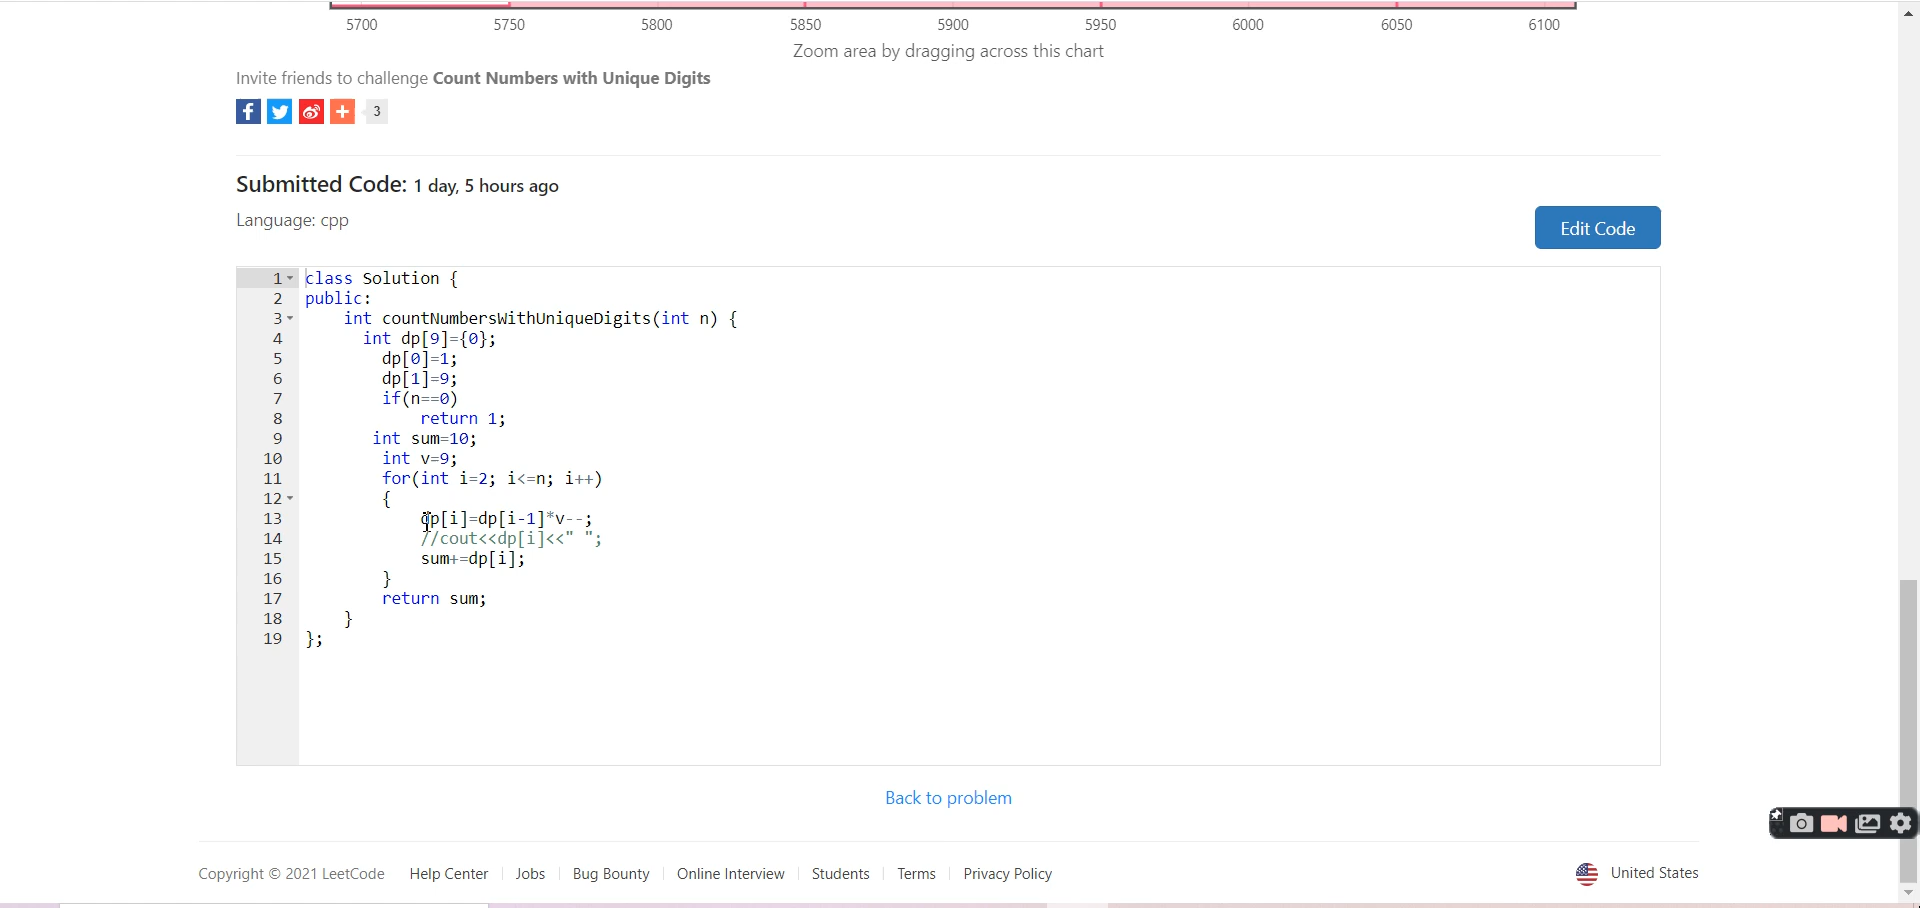 5700 5750 5800 5850 5900 5950 6000 6050 6100
Zoom area by dragging across this chart
Invite friends to challenge Count Numbers with Unique Digits
3
Submitted Code: 1 day, 5 hours ago
Language: cpp
Edit Code
1 class Solution {
2 public:
3     int countNumbersWithUniqueDigits(int n) {
4       int dp[9]={0};
5         dp[0]=1;
6         dp[1]=9;
7         if(n==0)
8             return 1;
9        int sum=10;
10         int v=9;
11         for(int i=2; i<=n; i++)
12         {
13             dp[i]=dp[i-1]*v--;
14             //cout<<dp[i]<<" ";
15             sum+=dp[i];
16         }
17         return sum;
18     }
19 };
Back to problem
Copyright © 2021 LeetCode Help Center Jobs Bug Bounty Online Interview Students Terms Privacy Policy United States